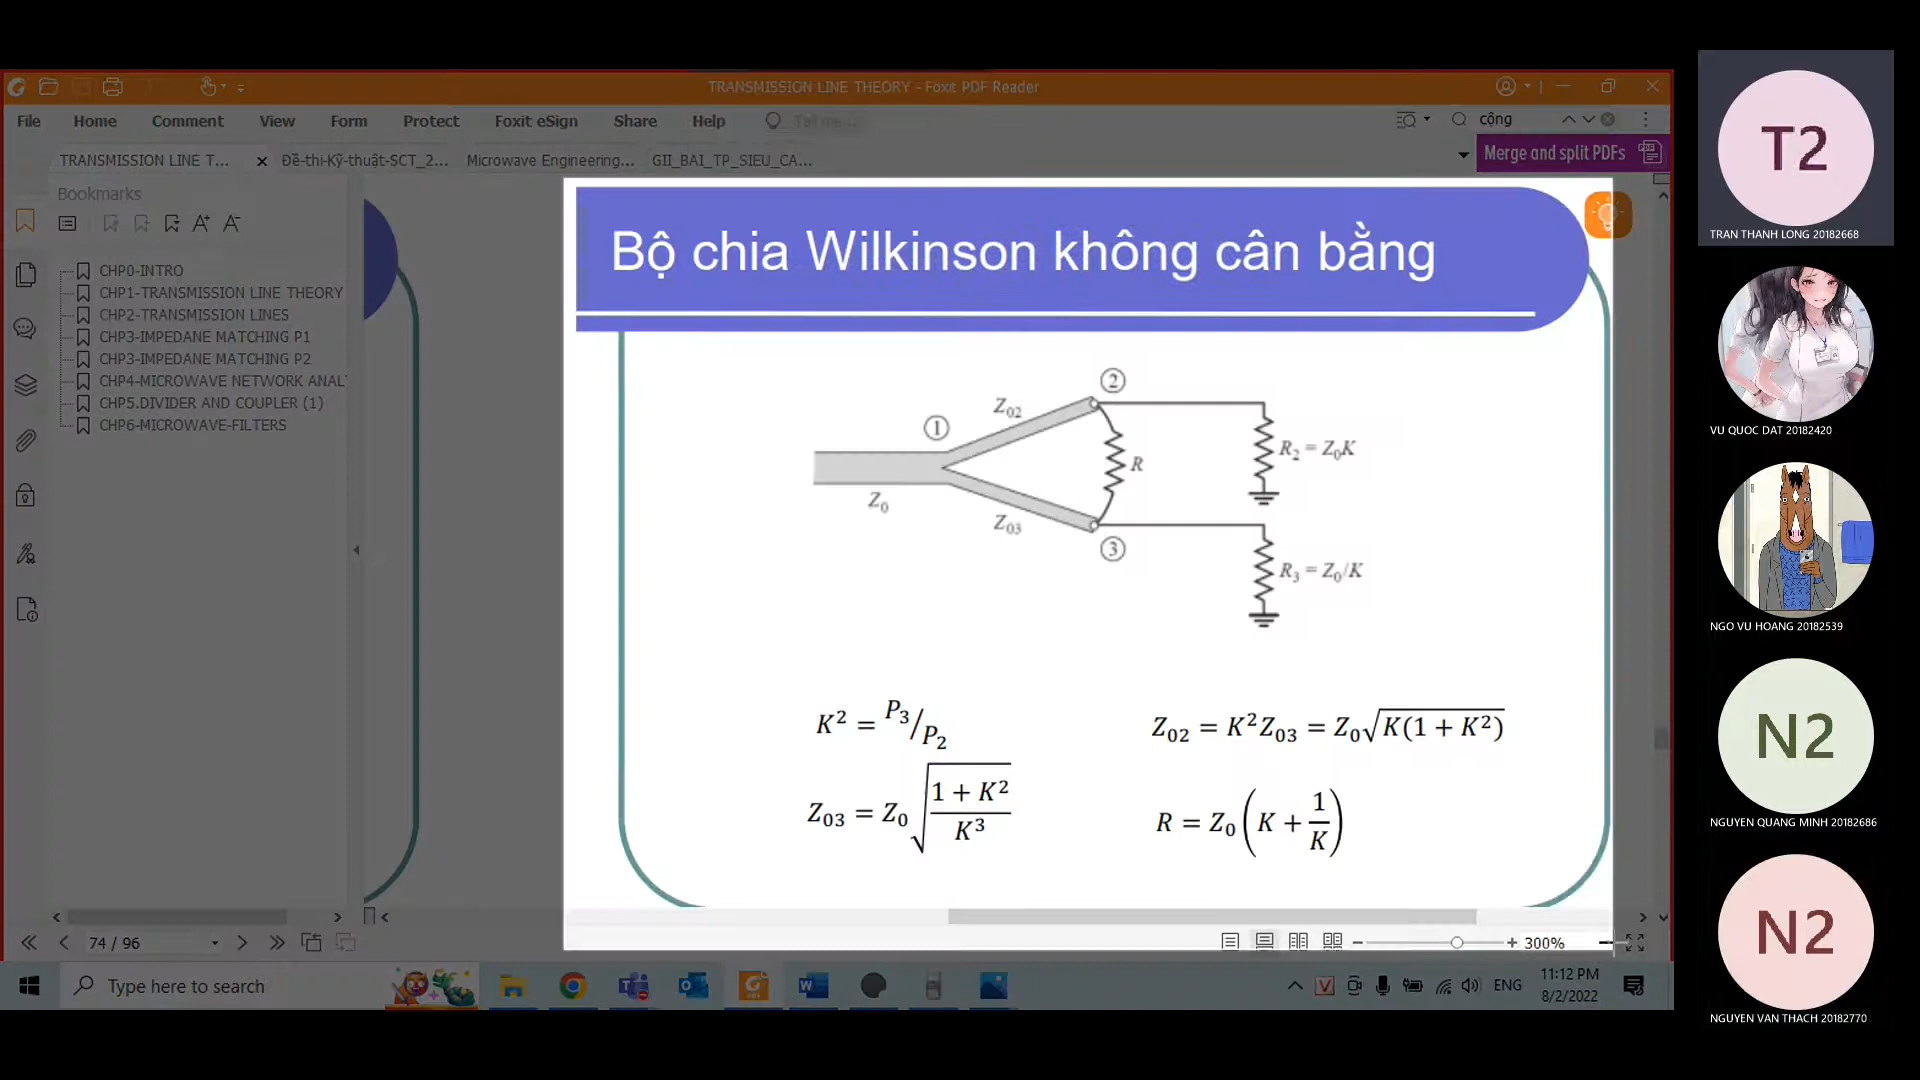 TRANSMISSION LINE THEORY - Foxit PDF Reader
File Home Comment View Form Protect Foxit eSign Share Help Tell me... cộng
TRANSMISSION LINE T... Đề-thi-Kỹ-thuật-SCT_2... Microwave Engineering... GII_BAI_TP_SIEU_CA... Merge and split PDFs
Bookmarks
CHP0-INTRO
CHP1-TRANSMISSION LINE THEORY
CHP2-TRANSMISSION LINES
CHP3-IMPEDANE MATCHING P1
CHP3-IMPEDANE MATCHING P2
CHP4-MICROWAVE NETWORK ANAL
CHP5.DIVIDER AND COUPLER (1)
CHP6-MICROWAVE-FILTERS
Bộ chia Wilkinson không cân bằng
② 
Z₀₂
①
R₂ = Z₀K
R
Z₀
Z₀₃
③
R₃ = Z₀/K
K² = P₃/P₂
Z₀₂ = K²Z₀₃ = Z₀√(K(1 + K²))
Z₀₃ = Z₀√((1 + K²)/K³)
R = Z₀(K + 1/K)
74 / 96
300%
Type here to search
ENG
11:12 PM
8/2/2022
T2
TRAN THANH LONG 20182668
VU QUOC DAT 20182420
NGO VU HOANG 20182539
N2
NGUYEN QUANG MINH 20182686
N2
NGUYEN VAN THACH 20182770